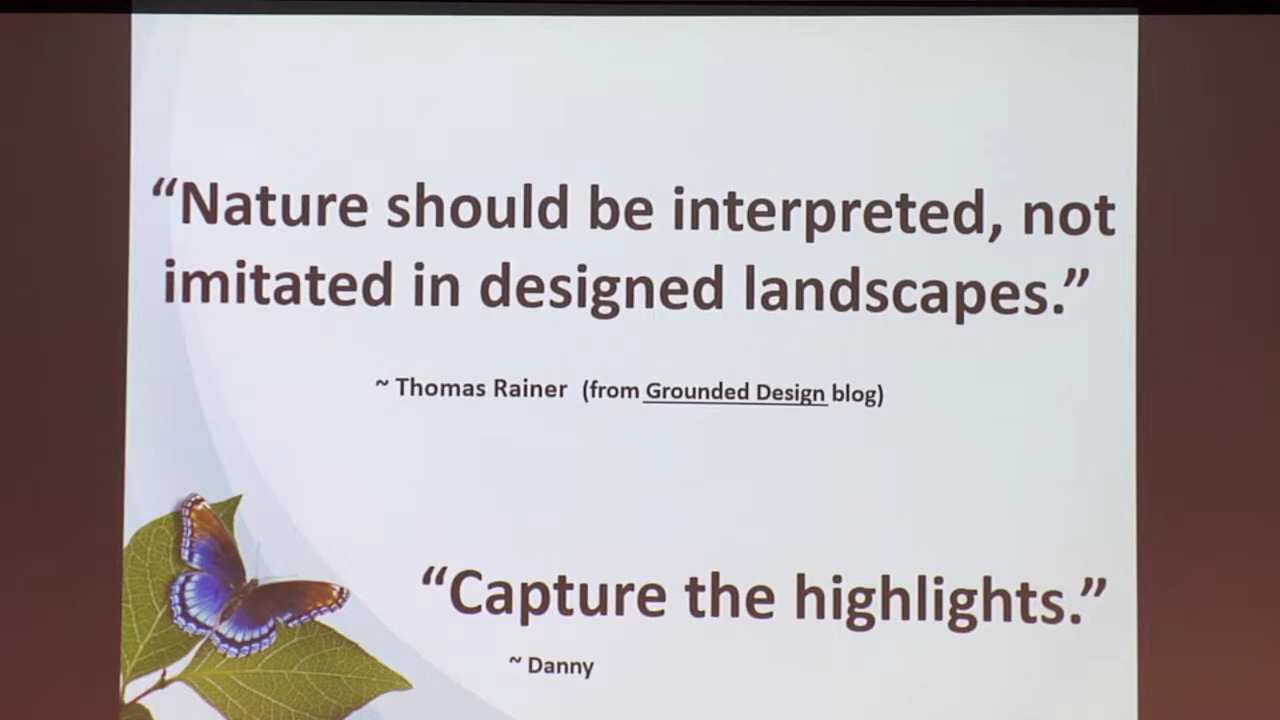 “Nature should be interpreted, not
imitated in designed landscapes.”
~ Thomas Rainer (from Grounded Design blog)
“Capture the highlights.”
~ Danny